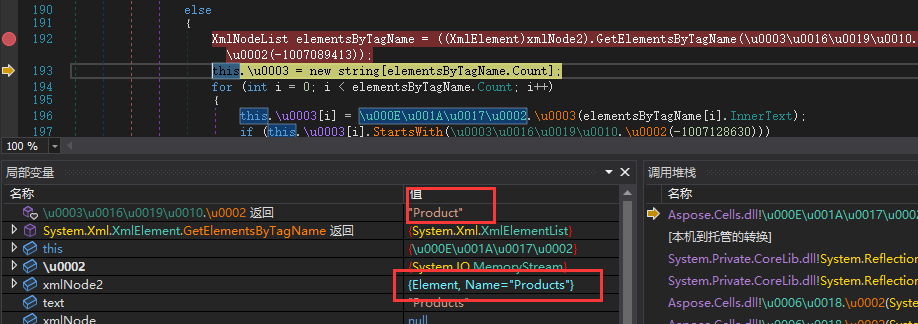 190 else
191 {
192 XmlNodeList elementsByTagName = ((XmlElement)xmlNode2).GetElementsByTagName(\u0003\u0016\u0019\u0010.
\u0002(-1007089413));
193 this.\u0003 = new string[elementsByTagName.Count];
194 for (int i = 0; i < elementsByTagName.Count; i++)
195 {
196 this.\u0003[i] = \u000E\u001A\u0017\u0002.\u0003(elementsByTagName[i].InnerText);
197 if (this.\u0003[i].StartsWith(\u0003\u0016\u0019\u0010.\u0002(-1007128630)))
100 %
局部变量
名称 值
\u0003\u0016\u0019\u0010.\u0002 返回 "Product"
System.Xml.XmlElement.GetElementsByTagName 返回 {System.Xml.XmlElementList}
this {\u000E\u001A\u0017\u0002}
\u0002 {System.IO.MemoryStream}
xmlNode2 {Element, Name="Products"}
text "Products"
xmlNode null
调用堆栈
名称
Aspose.Cells.dll!\u000E\u001A\u0017\u0002
[本机到托管的转换]
System.Private.CoreLib.dll!System.Reflection
System.Private.CoreLib.dll!System.Reflection
Aspose.Cells.dll!\u0006\u0018.\u0002(System
Aspose.Cells.dll!\u0006\u0018.\u0002(System